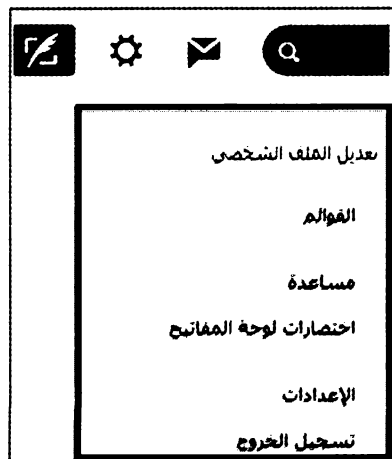 تعديل الملف الشخصي
القوائم
مساعدة
اختصارات لوحة المفاتيح
الإعدادات
تسجيل الخروج